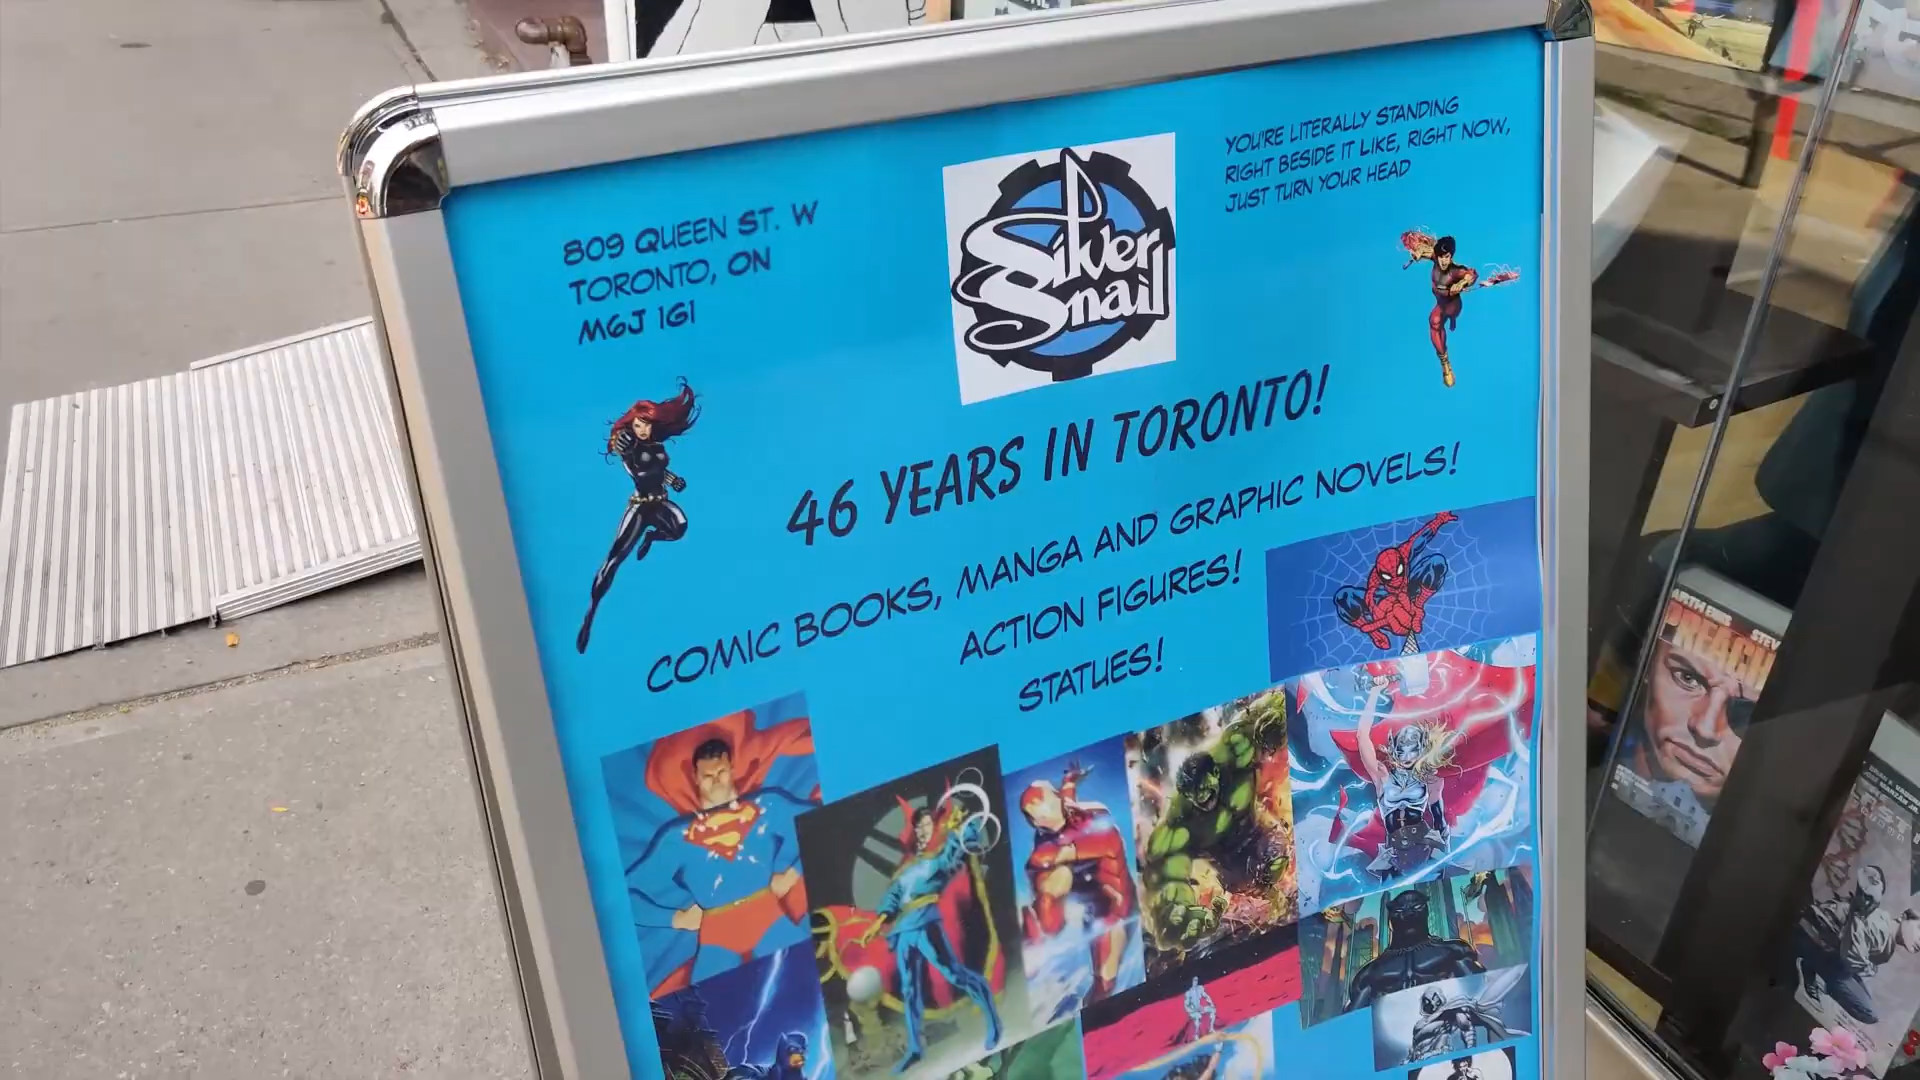 809 QUEEN ST. W
TORONTO, ON
M6J 1G1
Silver
Snail
YOU'RE LITERALLY STANDING
RIGHT BESIDE IT LIKE, RIGHT NOW,
JUST TURN YOUR HEAD
46 YEARS IN TORONTO!
COMIC BOOKS, MANGA AND GRAPHIC NOVELS!
ACTION FIGURES!
STATUES!